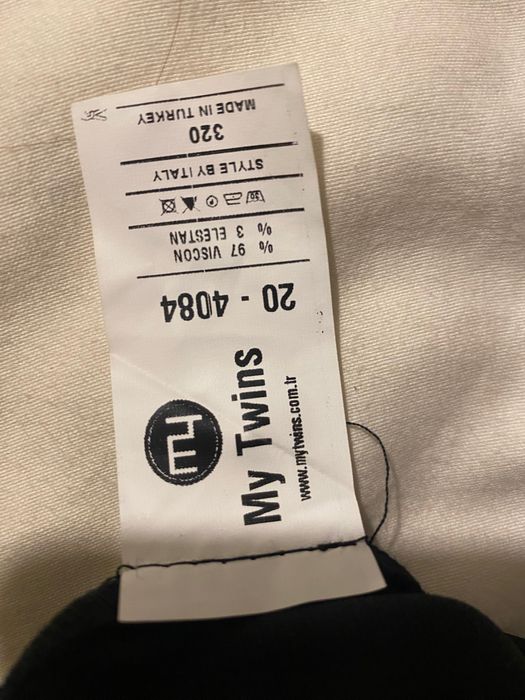 My Twins
www.mytwins.com.tr
20 - 4084
% 97 VISCON
% 3 ELESTAN
30
STYLE BY ITALY
320
MADE IN TURKEY